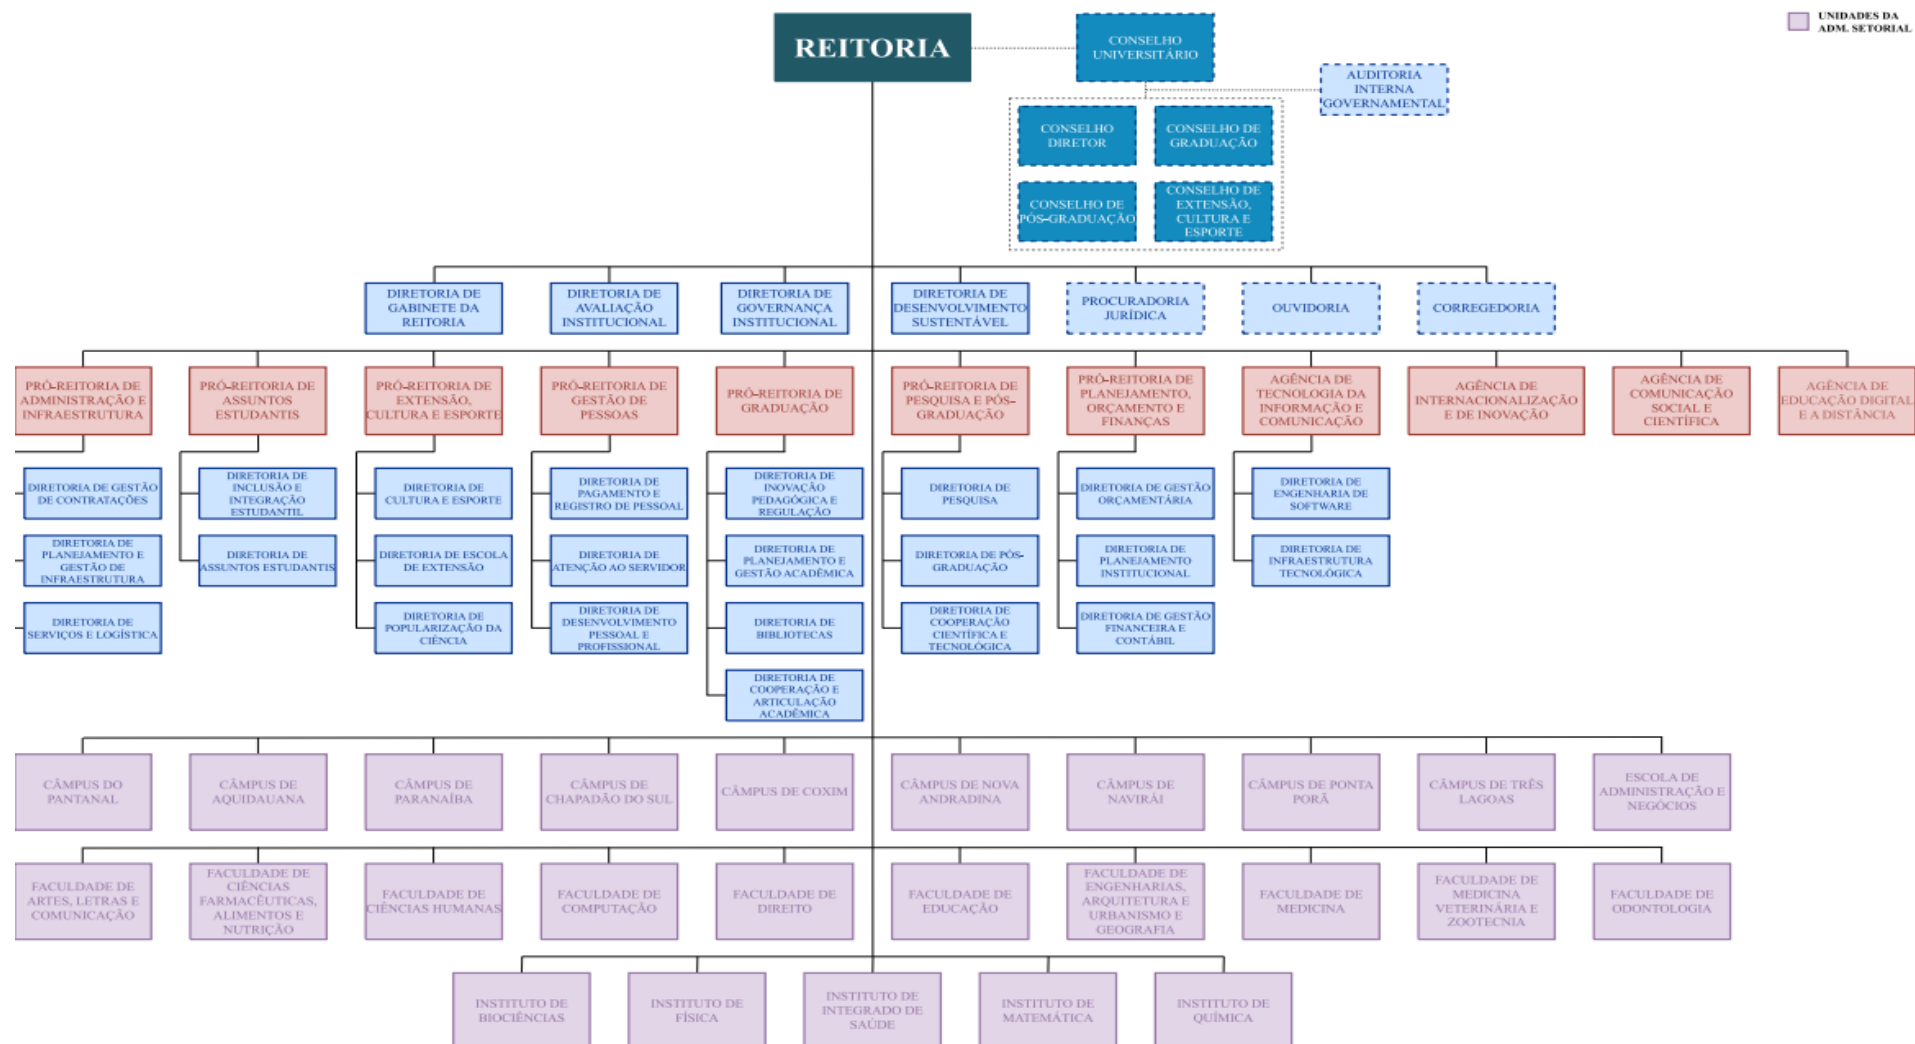 REITORIA
CONSELHO
UNIVERSITÁRIO
UNIDADES DA
ADM. SETORIAL
AUDITORIA
INTERNA
GOVERNAMENTAL
CONSELHO
DIRETOR
CONSELHO DE
GRADUAÇÃO
CONSELHO DE
PÓS-GRADUAÇÃO
CONSELHO DE
EXTENSÃO,
CULTURA E
ESPORTE
DIRETORIA DE
GABINETE DA
REITORIA
DIRETORIA DE
AVALIAÇÃO
INSTITUCIONAL
DIRETORIA DE
GOVERNANÇA
INSTITUCIONAL
DIRETORIA DE
DESENVOLVIMENTO
SUSTENTÁVEL
PROCURADORIA
JURÍDICA
OUVIDORIA
CORREGEDORIA
PRÓ-REITORIA DE
ADMINISTRAÇÃO E
INFRAESTRUTURA
PRÓ-REITORIA DE
ASSUNTOS
ESTUDANTIS
PRÓ-REITORIA DE
EXTENSÃO,
CULTURA E ESPORTE
PRÓ-REITORIA DE
GESTÃO DE
PESSOAS
PRÓ-REITORIA DE
GRADUAÇÃO
PRÓ-REITORIA DE
PESQUISA E PÓS-
GRADUAÇÃO
PRÓ-REITORIA DE
PLANEJAMENTO,
ORÇAMENTO E
FINANÇAS
AGÊNCIA DE
TECNOLOGIA DA
INFORMAÇÃO E
COMUNICAÇÃO
AGÊNCIA DE
INTERNACIONALIZAÇÃO
E DE INOVAÇÃO
AGÊNCIA DE
COMUNICAÇÃO
SOCIAL E
CIENTÍFICA
AGÊNCIA DE
EDUCAÇÃO DIGITAL
E A DISTÂNCIA
DIRETORIA DE GESTÃO
DE CONTRATAÇÕES
DIRETORIA DE
INCLUSÃO E
INTEGRAÇÃO
ESTUDANTIL
DIRETORIA DE
CULTURA E ESPORTE
DIRETORIA DE
PAGAMENTO E
REGISTRO DE PESSOAL
DIRETORIA DE
INOVAÇÃO
PEDAGÓGICA E
REGULAÇÃO
DIRETORIA DE
PESQUISA
DIRETORIA DE GESTÃO
ORÇAMENTÁRIA
DIRETORIA DE
ENGENHARIA DE
SOFTWARE
DIRETORIA DE
PLANEJAMENTO E
GESTÃO DE
INFRAESTRUTURA
DIRETORIA DE
ASSUNTOS ESTUDANTIS
DIRETORIA DE ESCOLA
DE EXTENSÃO
DIRETORIA DE
ATENÇÃO AO SERVIDOR
DIRETORIA DE
PLANEJAMENTO E
GESTÃO ACADÊMICA
DIRETORIA DE PÓS-
GRADUAÇÃO
DIRETORIA DE
PLANEJAMENTO
INSTITUCIONAL
DIRETORIA DE
INFRAESTRUTURA
TECNOLÓGICA
DIRETORIA DE
SERVIÇOS E LOGÍSTICA
DIRETORIA DE
POPULARIZAÇÃO DA
CIÊNCIA
DIRETORIA DE
DESENVOLVIMENTO
PESSOAL E
PROFISSIONAL
DIRETORIA DE
BIBLIOTECAS
DIRETORIA DE
COOPERAÇÃO
CIENTÍFICA E
TECNOLÓGICA
DIRETORIA DE GESTÃO
FINANCEIRA E
CONTÁBIL
DIRETORIA DE
COOPERAÇÃO E
ARTICULAÇÃO
ACADÊMICA
CÂMPUS DO
PANTANAL
CÂMPUS DE
AQUIDAUANA
CÂMPUS DE
PARANAÍBA
CÂMPUS DE
CHAPADÃO DO SUL
CÂMPUS DE COXIM
CÂMPUS DE NOVA
ANDRADINA
CÂMPUS DE
NAVIRÁI
CÂMPUS DE PONTA
PORÃ
CÂMPUS DE TRÊS
LAGOAS
ESCOLA DE
ADMINISTRAÇÃO E
NEGÓCIOS
FACULDADE DE
ARTES, LETRAS E
COMUNICAÇÃO
FACULDADE DE
CIÊNCIAS
FARMACÊUTICAS,
ALIMENTOS E
NUTRIÇÃO
FACULDADE DE
CIÊNCIAS HUMANAS
FACULDADE DE
COMPUTAÇÃO
FACULDADE DE
DIREITO
FACULDADE DE
EDUCAÇÃO
FACULDADE DE
ENGENHARIAS,
ARQUITETURA E
URBANISMO E
GEOGRAFIA
FACULDADE DE
MEDICINA
FACULDADE DE
MEDICINA
VETERINÁRIA E
ZOOTECNIA
FACULDADE DE
ODONTOLOGIA
INSTITUTO DE
BIOCIÊNCIAS
INSTITUTO DE
FÍSICA
INSTITUTO DE
INTEGRADO DE
SAÚDE
INSTITUTO DE
MATEMÁTICA
INSTITUTO DE
QUÍMICA